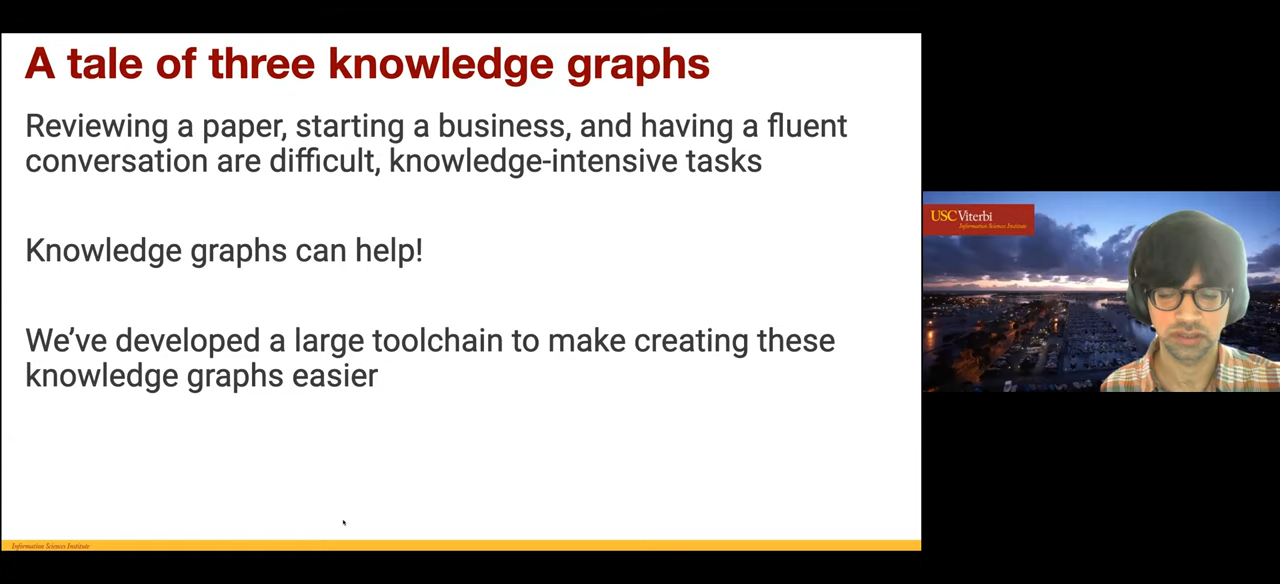 A tale of three knowledge graphs
Reviewing a paper, starting a business, and having a fluent
conversation are difficult, knowledge-intensive tasks
Knowledge graphs can help!
We’ve developed a large toolchain to make creating these
knowledge graphs easier
Information Sciences Institute
USC Viterbi
Information Sciences Institute